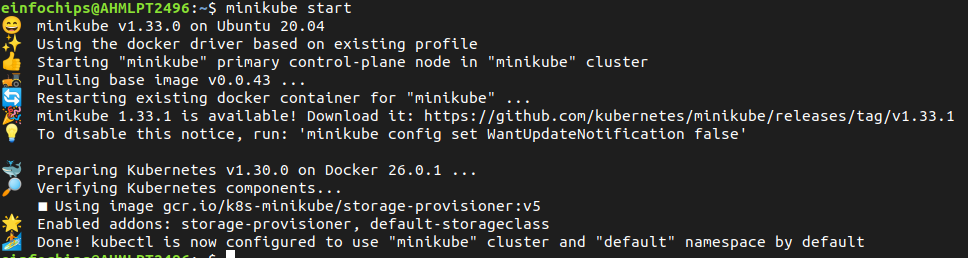 einfochips@AHMLPT2496:~$ minikube start
😄 minikube v1.33.0 on Ubuntu 20.04
✨ Using the docker driver based on existing profile
👍 Starting "minikube" primary control-plane node in "minikube" cluster
🚜 Pulling base image v0.0.43 ...
🔄 Restarting existing docker container for "minikube" ...
🎉 minikube 1.33.1 is available! Download it: https://github.com/kubernetes/minikube/releases/tag/v1.33.1
💡 To disable this notice, run: 'minikube config set WantUpdateNotification false'
🐳 Preparing Kubernetes v1.30.0 on Docker 26.0.1 ...
🔎 Verifying Kubernetes components...
■ Using image gcr.io/k8s-minikube/storage-provisioner:v5
🌟 Enabled addons: storage-provisioner, default-storageclass
🏄 Done! kubectl is now configured to use "minikube" cluster and "default" namespace by default
einfochips@AHMLPT2496:~$